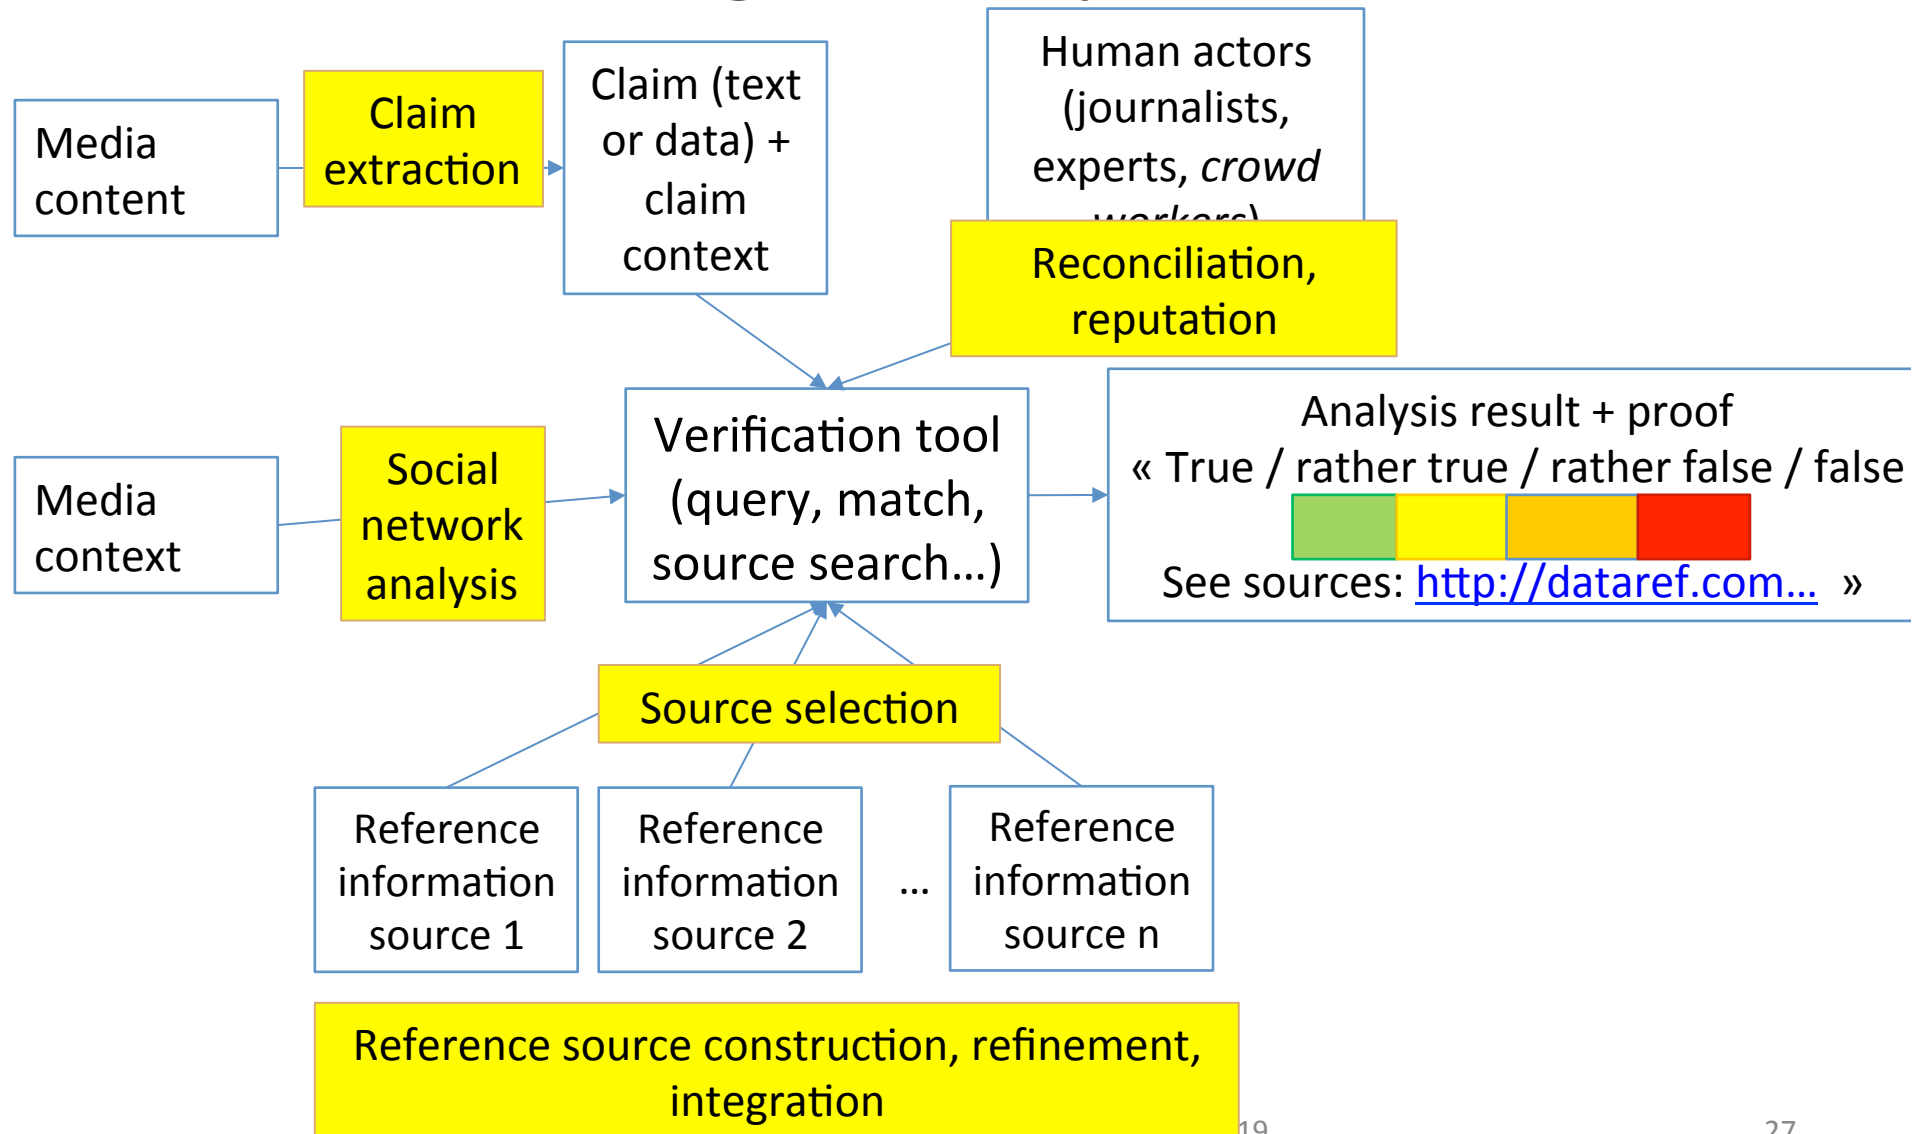 Media
content
Claim
extraction
Claim (text
or data) +
claim
context
Human actors
(journalists,
experts, crowd
workers)
Reconciliation,
reputation
Media
context
Social
network
analysis
Verification tool
(query, match,
source search...)
Analysis result + proof
« True / rather true / rather false / false
See sources: http://dataref.com... »
Source selection
Reference
information
source 1
Reference
information
source 2
...
Reference
information
source n
Reference source construction, refinement,
integration
19
27